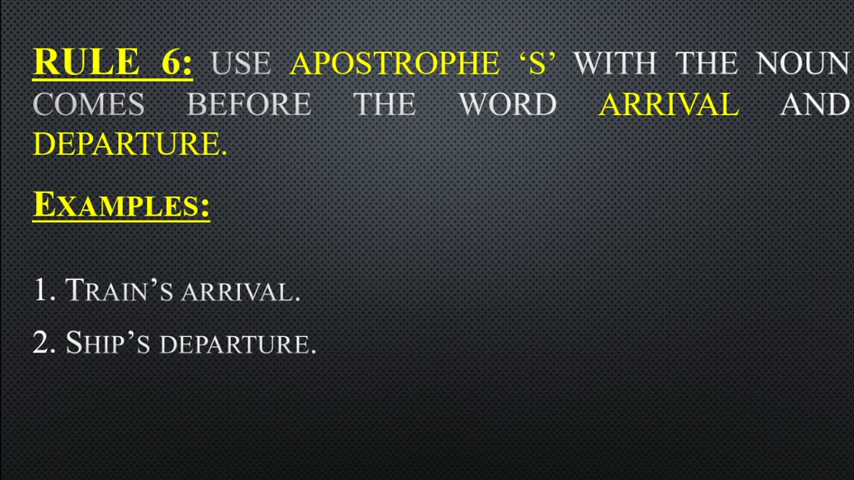 RULE 6: USE APOSTROPHE ‘S’ WITH THE NOUN
COMES BEFORE THE WORD ARRIVAL AND
DEPARTURE.
EXAMPLES:
1. TRAIN’S ARRIVAL.
2. SHIP’S DEPARTURE.